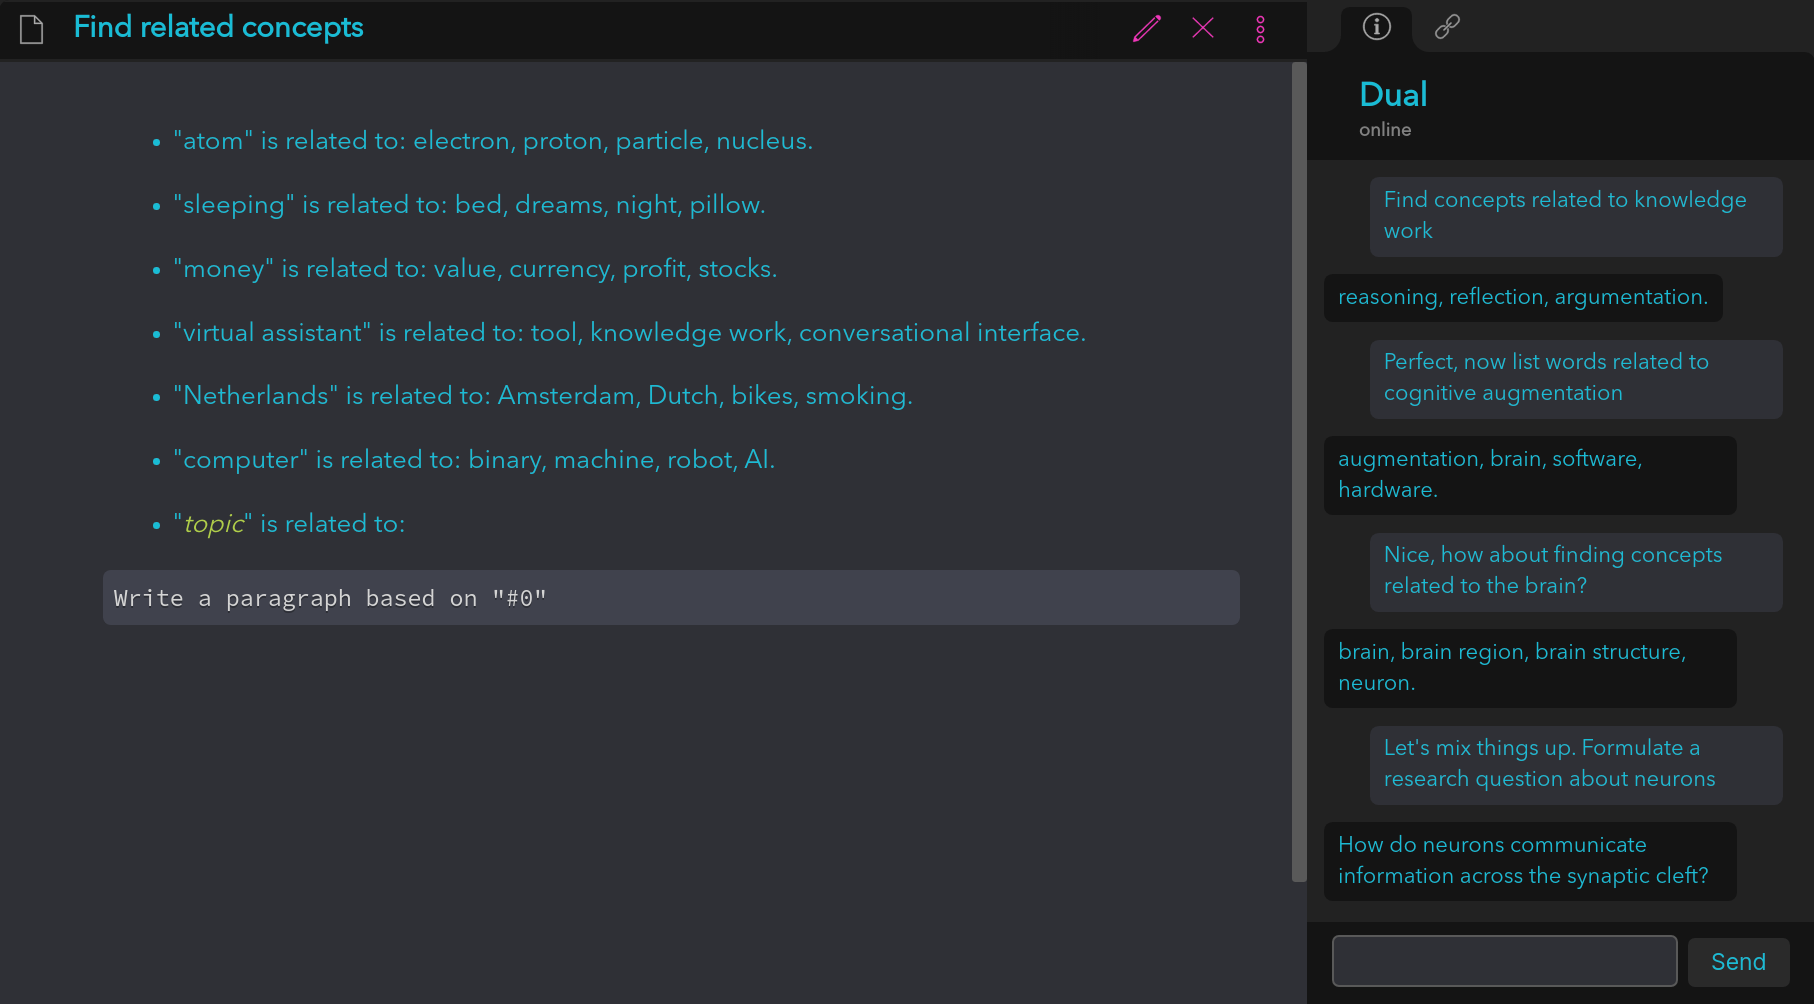 Find related concepts
"atom" is related to: electron, proton, particle, nucleus.
"sleeping" is related to: bed, dreams, night, pillow.
"money" is related to: value, currency, profit, stocks.
"virtual assistant" is related to: tool, knowledge work, conversational interface.
"Netherlands" is related to: Amsterdam, Dutch, bikes, smoking.
"computer" is related to: binary, machine, robot, AI.
"topic" is related to:
Write a paragraph based on "#0"
Dual
online
Find concepts related to knowledge
work
reasoning, reflection, argumentation.
Perfect, now list words related to
cognitive augmentation
augmentation, brain, software,
hardware.
Nice, how about finding concepts
related to the brain?
brain, brain region, brain structure,
neuron.
Let's mix things up. Formulate a
research question about neurons
How do neurons communicate
information across the synaptic cleft?
Send